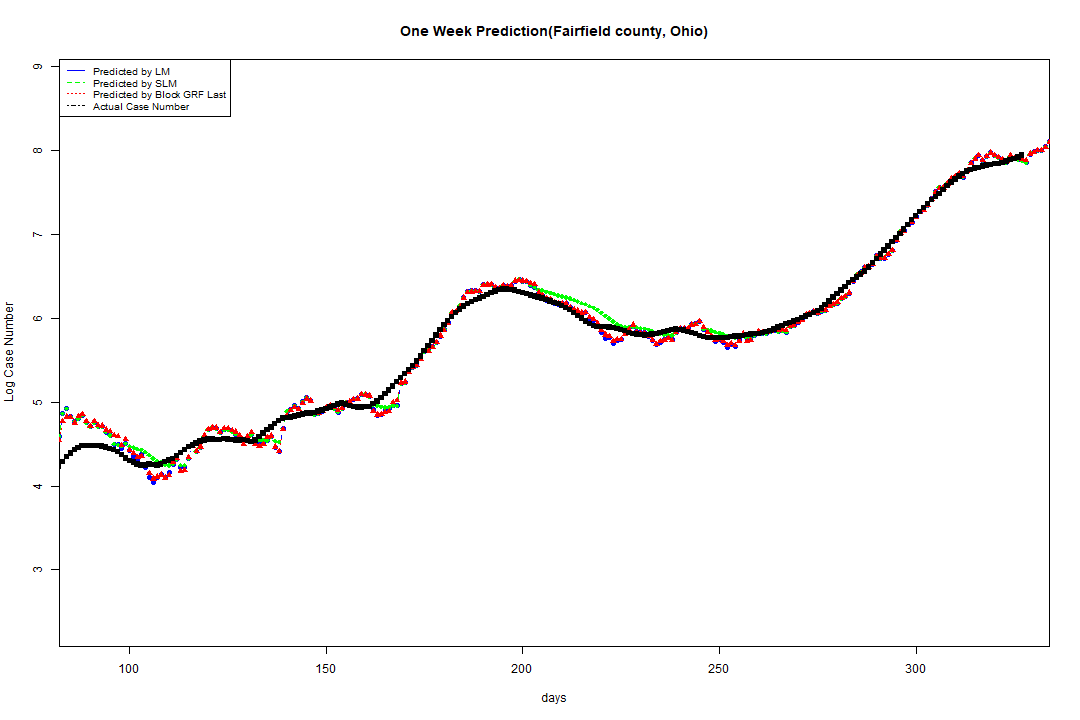 One Week Prediction(Fairfield county, Ohio)
Predicted by LM
Predicted by SLM
Predicted by Block GRF Last
Actual Case Number
Log Case Number
9
8
7
6
5
4
3
100 150 200 250 300
days